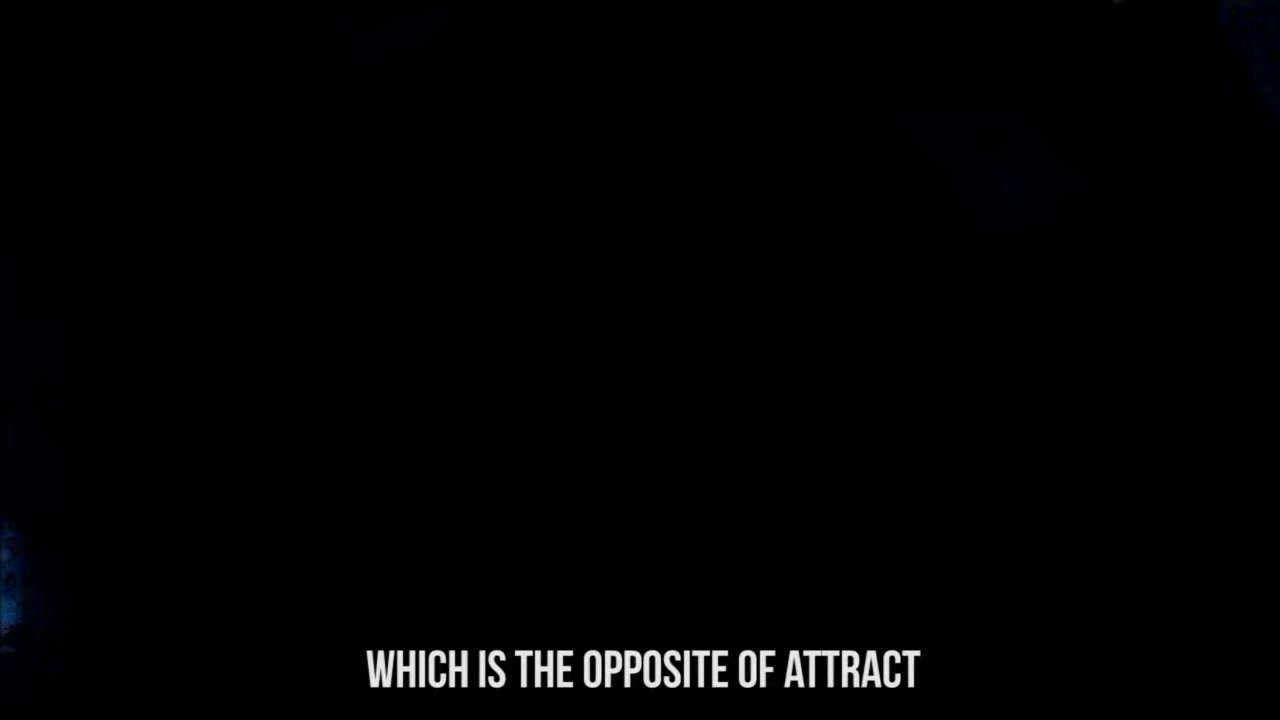 WHICH IS THE OPPOSITE OF ATTRACT